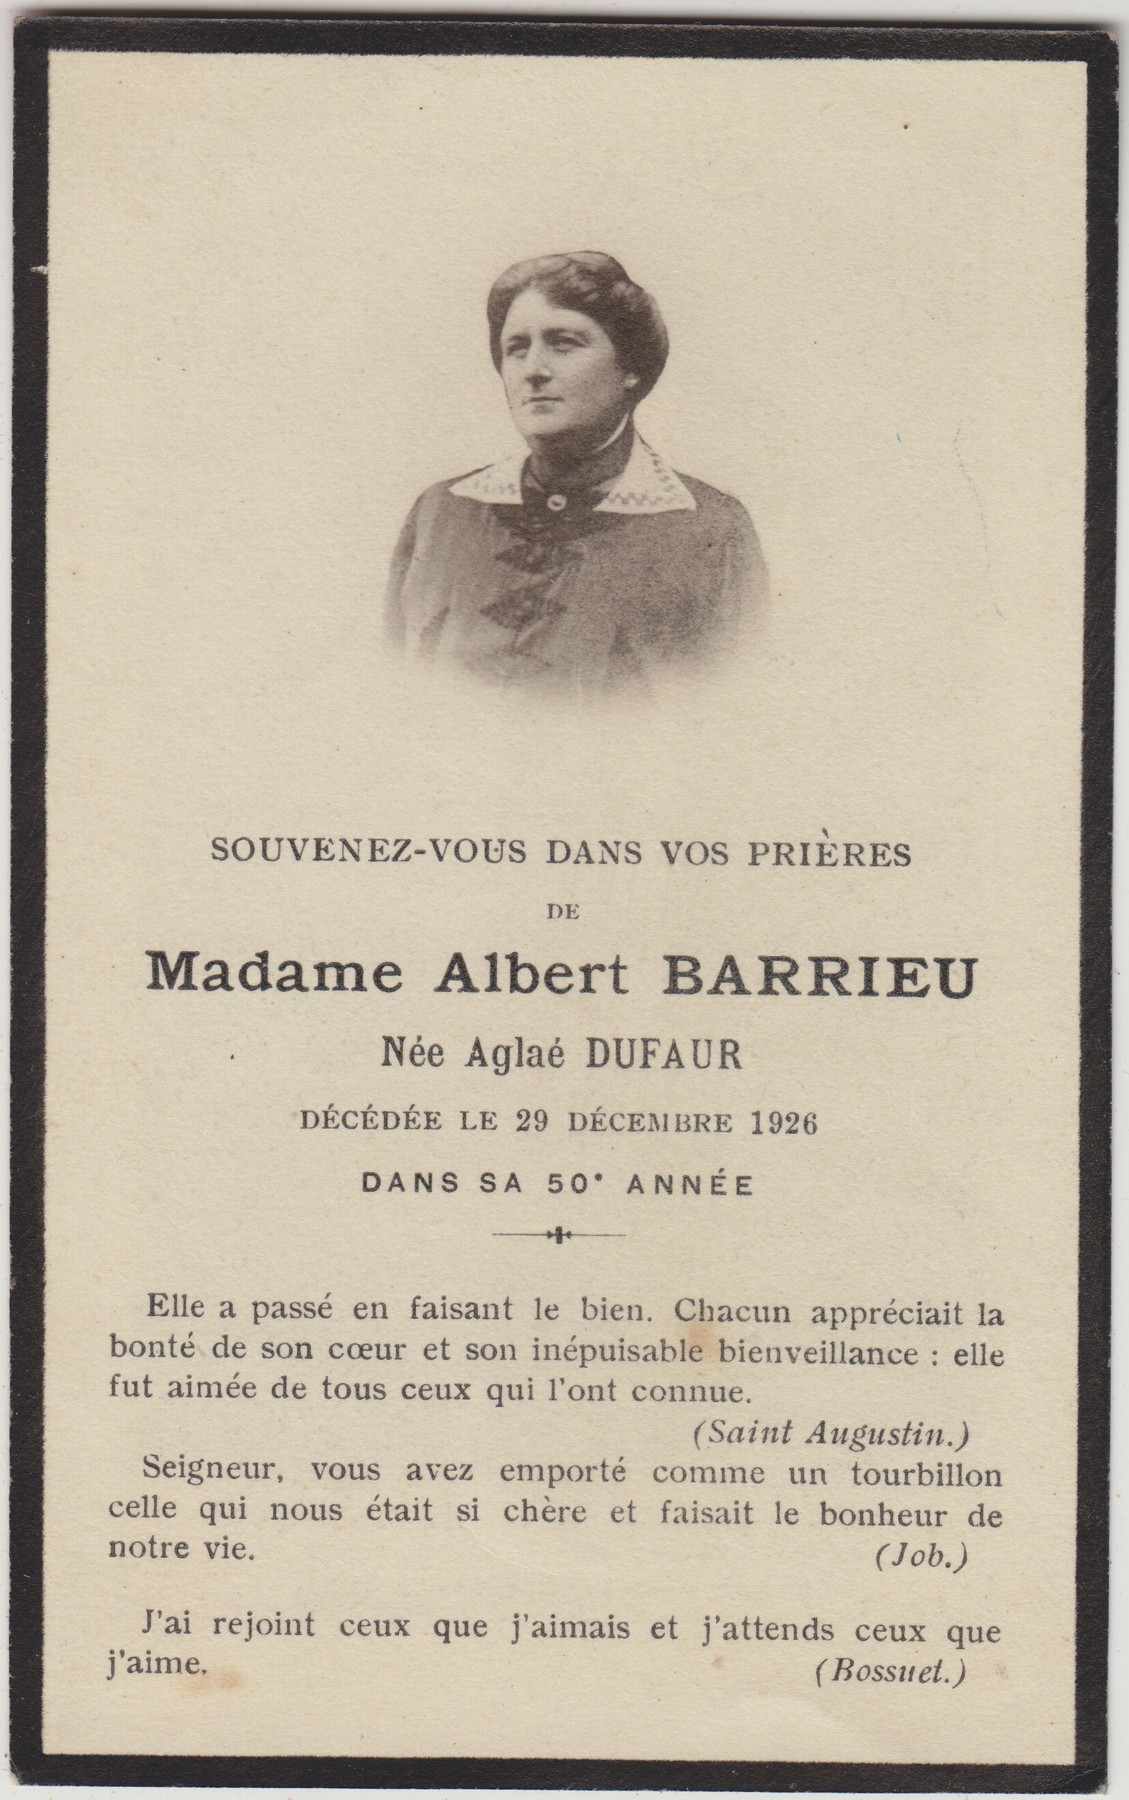 SOUVENEZ-VOUS DANS VOS PRIÈRES
DE
Madame Albert BARRIEU
Née Aglaé DUFAUR
DÉCÉDÉE LE 29 DÉCEMBRE 1926
DANS SA 50e ANNÉE
Elle a passé en faisant le bien. Chacun appréciait la
bonté de son cœur et son inépuisable bienveillance : elle
fut aimée de tous ceux qui l'ont connue.
(Saint Augustin.)
Seigneur, vous avez emporté comme un tourbillon
celle qui nous était si chère et faisait le bonheur de
notre vie. (Job.)
J'ai rejoint ceux que j'aimais et j'attends ceux que
j'aime. (Bossuet.)